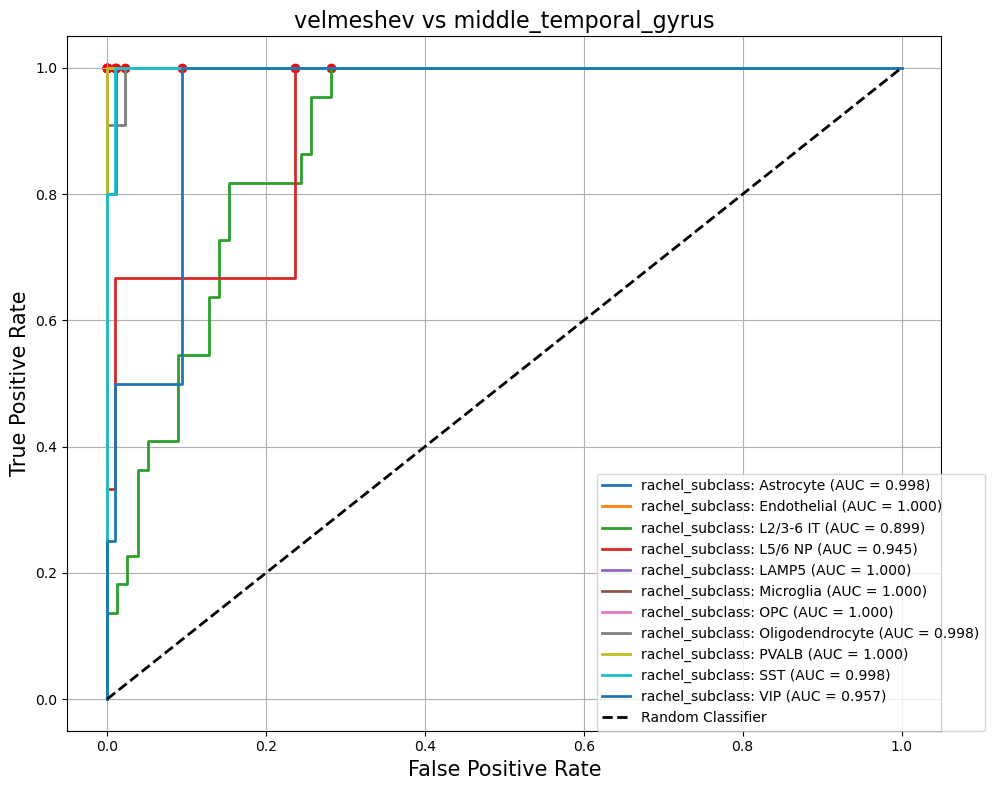 velmeshev vs middle_temporal_gyrus
True Positive Rate
1.0
0.8
0.6
0.4
0.2
0.0
rachel_subclass: Astrocyte (AUC = 0.998)
rachel_subclass: Endothelial (AUC = 1.000)
rachel_subclass: L2/3-6 IT (AUC = 0.899)
rachel_subclass: L5/6 NP (AUC = 0.945)
rachel_subclass: LAMP5 (AUC = 1.000)
rachel_subclass: Microglia (AUC = 1.000)
rachel_subclass: OPC (AUC = 1.000)
rachel_subclass: Oligodendrocyte (AUC = 0.998)
rachel_subclass: PVALB (AUC = 1.000)
rachel_subclass: SST (AUC = 0.998)
rachel_subclass: VIP (AUC = 0.957)
Random Classifier
0.0 0.2 0.4 0.6 0.8 1.0
False Positive Rate